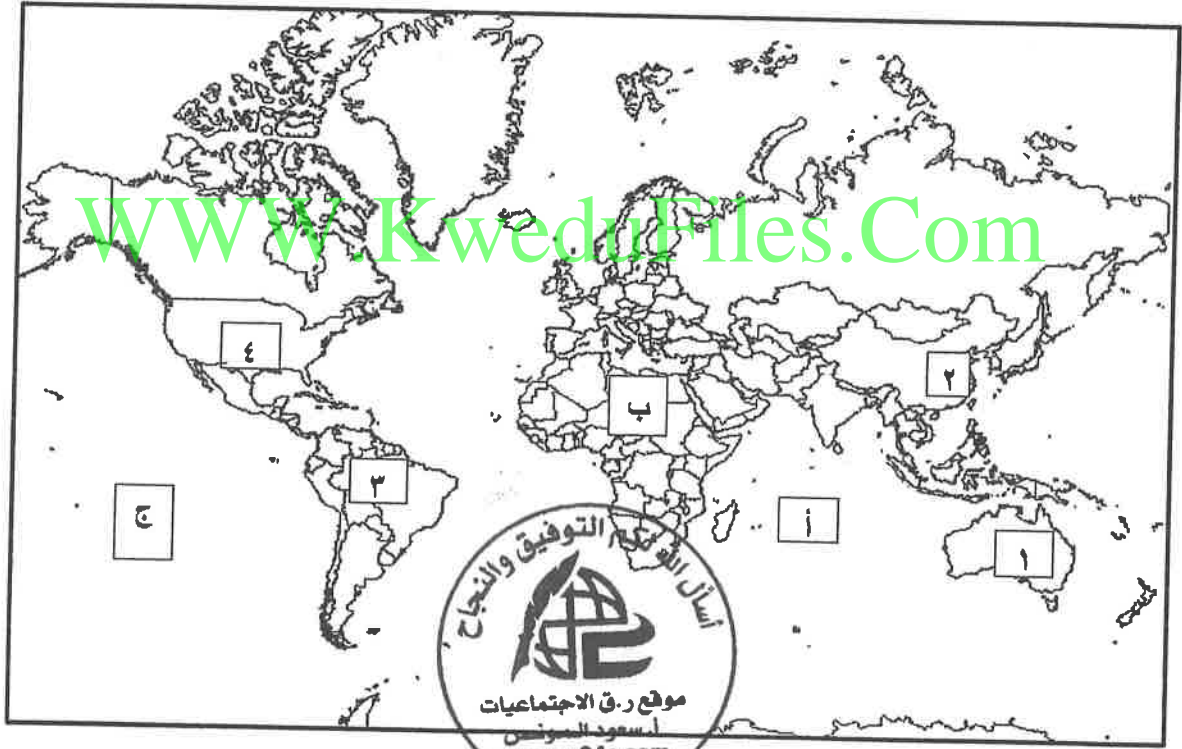 WWW.KweduFiles.Com
٤
٢
ب
٣
ج
أ
١
أسأل الله لكم التوفيق والنجاح
موقع ر.ق الاجتماعيات